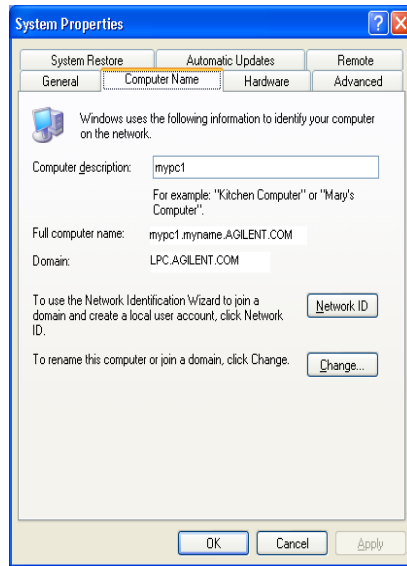 System Properties
System Restore Automatic Updates Remote
General Computer Name Hardware Advanced
Windows uses the following information to identify your computer
on the network.
Computer description: mypc1
For example: "Kitchen Computer" or "Mary's
Computer".
Full computer name: mypc1.myname.AGILENT.COM
Domain: LPC.AGILENT.COM
To use the Network Identification Wizard to join a
domain and create a local user account, click Network
ID.
Network ID
To rename this computer or join a domain, click Change.
Change...
OK Cancel Apply